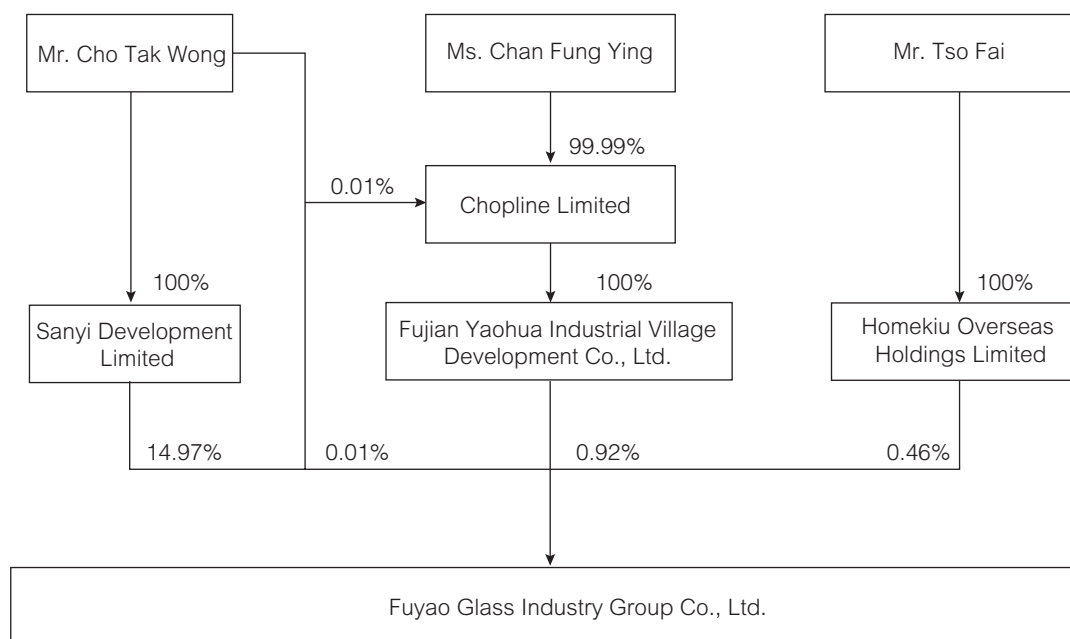 Mr. Cho Tak Wong
Ms. Chan Fung Ying
Mr. Tso Fai
99.99%
0.01%
Chopline Limited
100%
100%
100%
Sanyi Development
Limited
Fujian Yaohua Industrial Village
Development Co., Ltd.
Homekiu Overseas
Holdings Limited
14.97%
0.01%
0.92%
0.46%
Fuyao Glass Industry Group Co., Ltd.